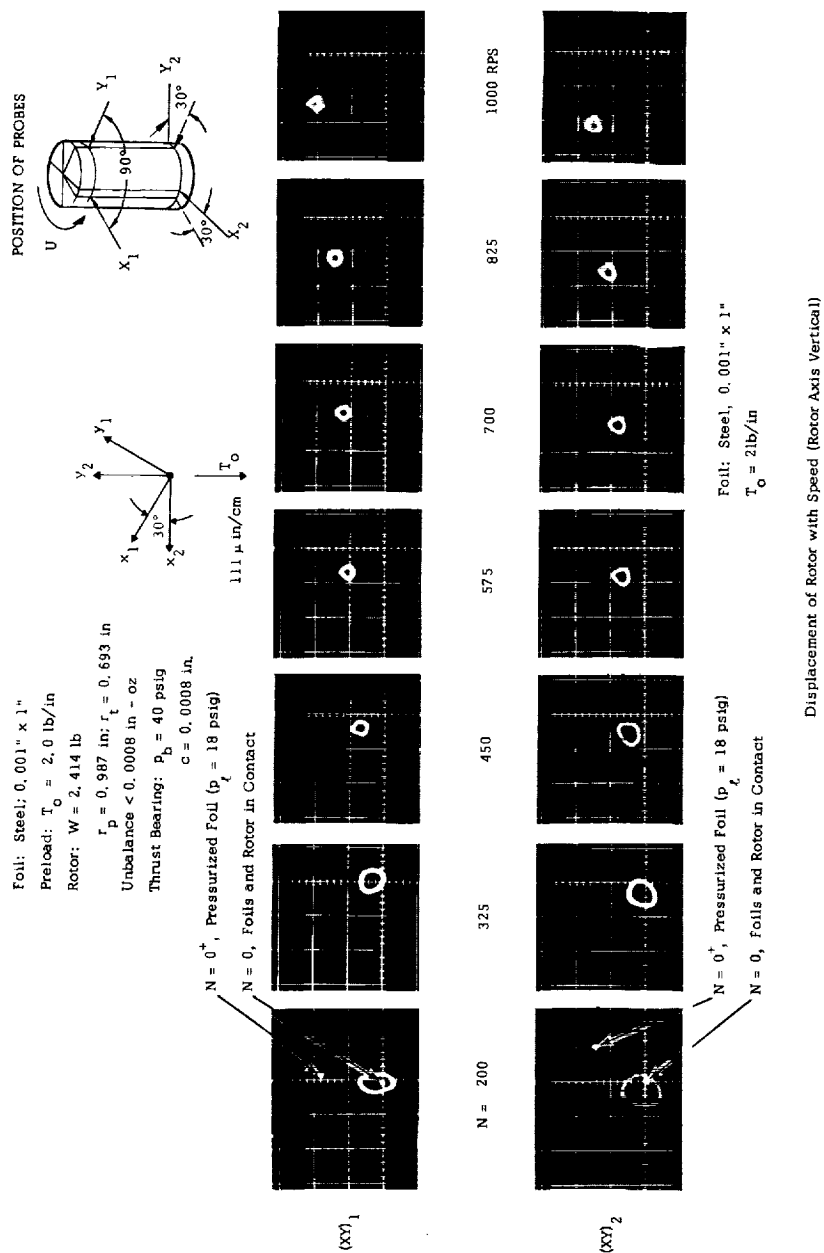 Foil: Steel; 0.001" x 1"
Preload: T_o = 2.0 lb/in
Rotor: W = 2.414 lb
r_p = 0.987 in; r_t = 0.693 in
Unbalance < 0.0008 in - oz
Thrust Bearing: p_b = 40 psig
c = 0.0008 in.
N = 0⁺, Pressurized Foil (p_ℓ = 18 psig)
N = 0, Foils and Rotor in Contact
Y_1
Y_2
x_1
30°
x_2
T_o
111 μ in/cm
POSITION OF PROBES
U
Y_1
Y_2
90°
30°
X_1
30°
X_2
(XY)_1
N = 200
325
450
575
700
825
1000 RPS
(XY)_2
N = 0⁺, Pressurized Foil (p_ℓ = 18 psig)
N = 0, Foils and Rotor in Contact
Foil: Steel, 0.001" x 1"
T_o = 2lb/in
Displacement of Rotor with Speed (Rotor Axis Vertical)